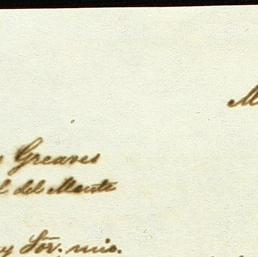 M
s Greaves
l del Monte
y Sor. mio.